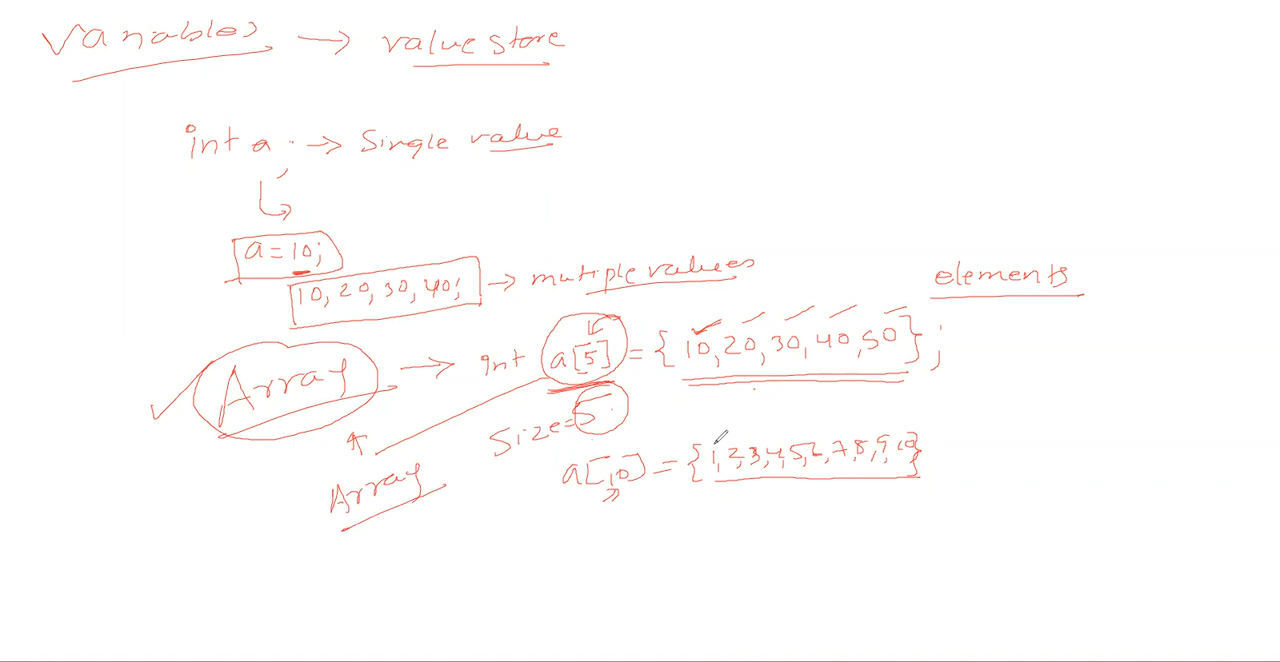 Variables → value store
int a ; → Single value
a = 10;
10, 20, 30, 40; → mutiple values
elements
Array → int a[5] = { 10, 20, 30, 40, 50 } ;
Size = 5
Array
a[10] = { 1, 2, 3, 4, 5, 6, 7, 8, 9, 10 }